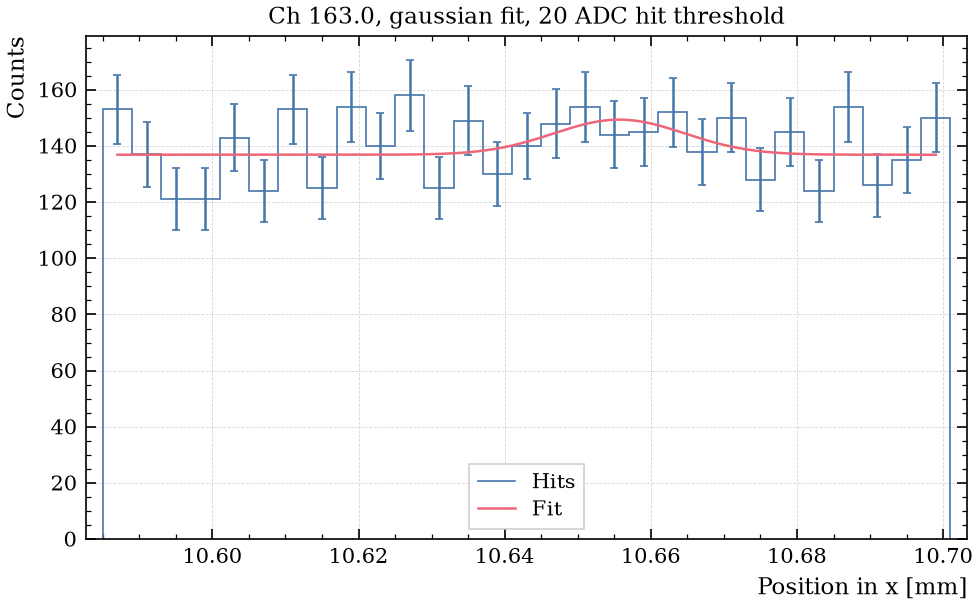 Ch 163.0, gaussian fit, 20 ADC hit threshold
Counts
160
140
120
100
80
60
40
20
0
Hits
Fit
10.60 10.62 10.64 10.66 10.68 10.70
Position in x [mm]